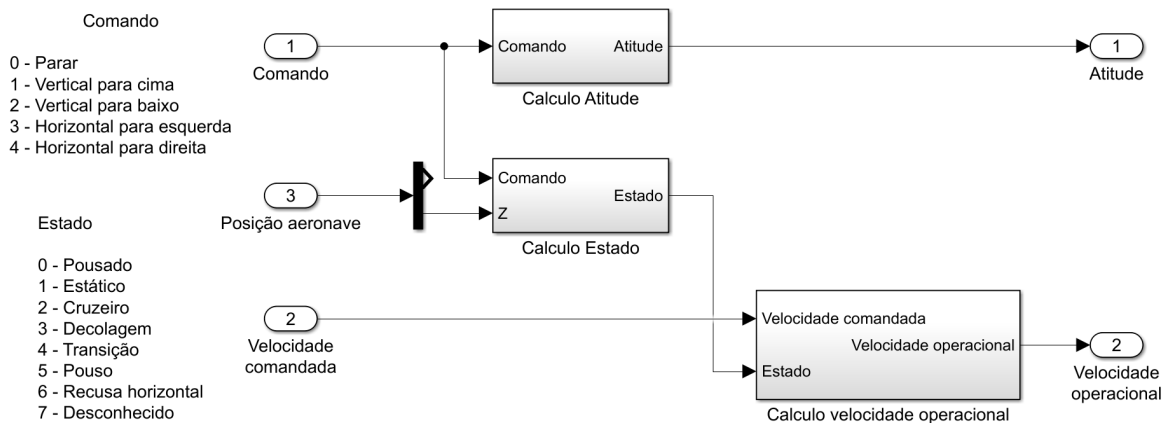 Comando
0 - Parar
1 - Vertical para cima
2 - Vertical para baixo
3 - Horizontal para esquerda
4 - Horizontal para direita
Estado
0 - Pousado
1 - Estático
2 - Cruzeiro
3 - Decolagem
4 - Transição
5 - Pouso
6 - Recusa horizontal
7 - Desconhecido
1
Comando
Comando
Atitude
Calculo Atitude
1
Atitude
3
Posição aeronave
Comando
Z
Estado
Calculo Estado
2
Velocidade
comandada
Velocidade comandada
Velocidade operacional
Estado
Calculo velocidade operacional
2
Velocidade
operacional